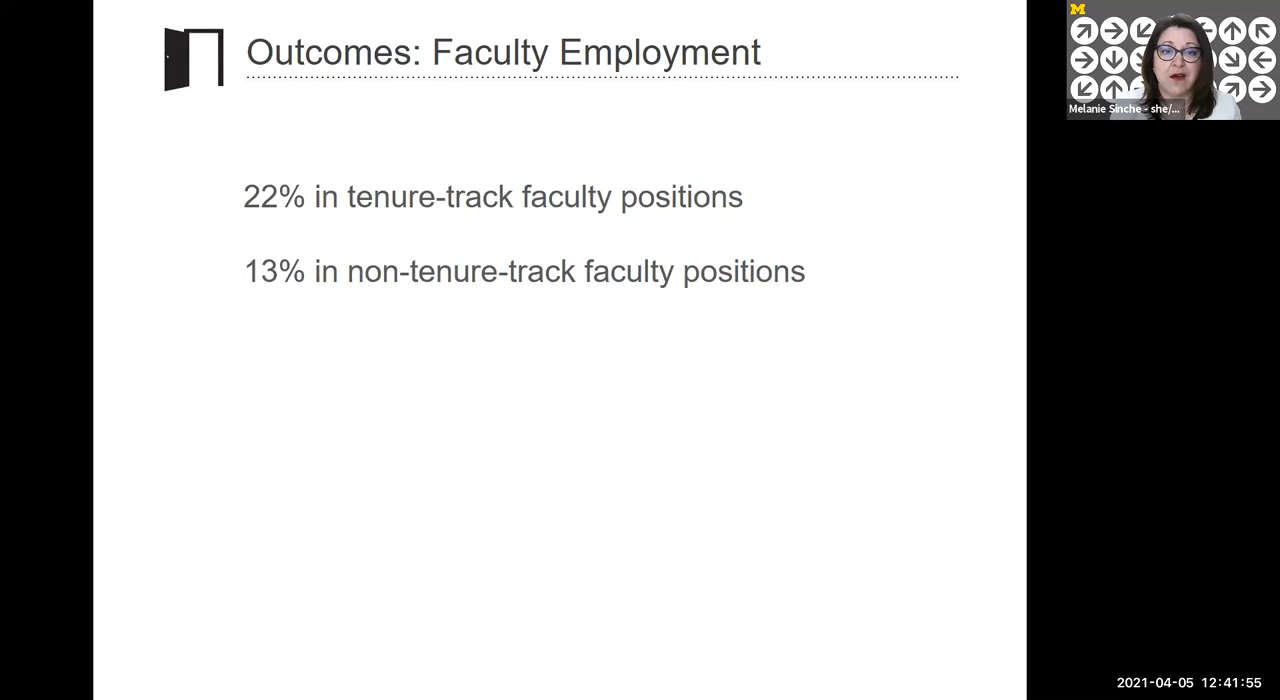 Outcomes: Faculty Employment
22% in tenure-track faculty positions
13% in non-tenure-track faculty positions
M
Melanie Sinche - she/...
2021-04-05 12:41:55